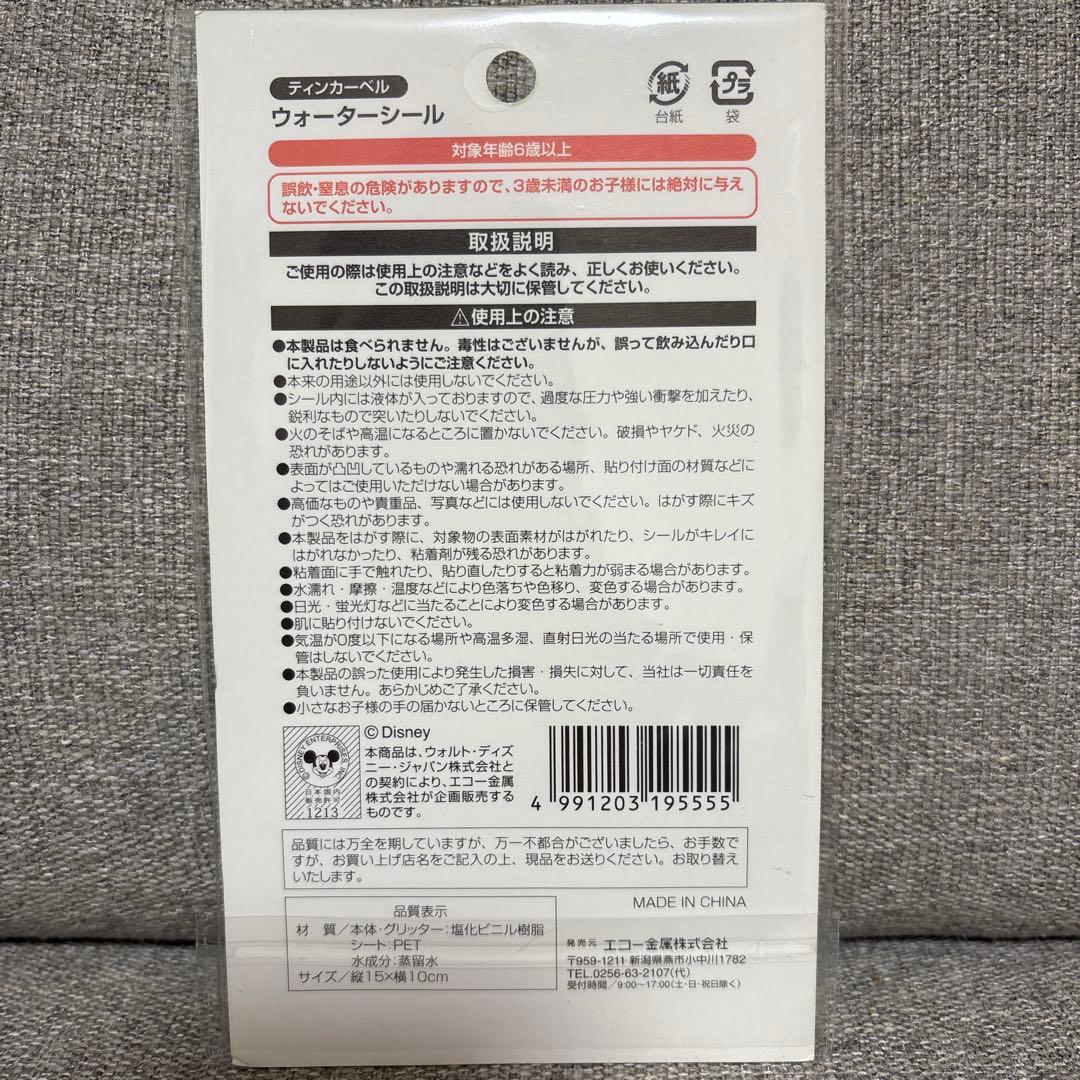 ティンカーベル
ウォーターシール
紙
台紙
プラ
袋
対象年齢6歳以上
誤飲・窒息の危険がありますので、3歳未満のお子様には絶対に与え
ないでください。
取扱説明
ご使用の際は使用上の注意などをよく読み、正しくお使いください。
この取扱説明は大切に保管してください。
⚠使用上の注意
●本製品は食べられません。毒性はございませんが、誤って飲み込んだり口
に入れたりしないようにご注意ください。
●本来の用途以外には使用しないでください。
●シール内には液体が入っておりますので、過度な圧力や強い衝撃を加えたり、
鋭利なもので突いたりしないでください。
●火のそばや高温になるところに置かないでください。破損やヤケド、火災の
恐れがあります。
●表面が凸凹しているものや濡れる恐れがある場所、貼り付け面の材質などに
よってはご使用いただけない場合があります。
●高価なものや貴重品、写真などには使用しないでください。はがす際にキズ
がつく恐れがあります。
●本製品をはがす際に、対象物の表面素材がはがれたり、シールがキレイに
はがれなかったり、粘着剤が残る恐れがあります。
●粘着面に手で触れたり、貼り直したりすると粘着力が弱まる場合があります。
●水濡れ・摩擦・温度などにより色落ちや色移り、変色する場合があります。
●日光・蛍光灯などに当たることにより変色する場合があります。
●肌に貼り付けないでください。
●気温が0度以下になる場所や高温多湿、直射日光の当たる場所で使用・保
管はしないでください。
●本製品の誤った使用により発生した損害・損失に対して、当社は一切責任を
負いません。あらかじめご了承ください。
●小さなお子様の手の届かないところに保管してください。
©DISNEY ENTERPRISES, INC.
日本国内
販売許可
1213
©Disney
本商品は、ウォルト・ディズ
ニー・ジャパン株式会社と
の契約により、エコー金属
株式会社が企画販売する
ものです。
4 991203 195555
品質には万全を期していますが、万一不都合がございましたら、お手数で
すが、お買い上げ店名をご記入の上、現品をお送りください。お取り替え
いたします。
MADE IN CHINA
品質表示
材 質／本体・グリッター：塩化ビニル樹脂
シート：PET
水成分：蒸留水
サイズ／縦15×横10cm
発売元 エコー金属株式会社
〒959-1211 新潟県燕市小中川1782
TEL.0256-63-2107(代)
受付時間／9:00〜17:00(土・日・祝日除く)